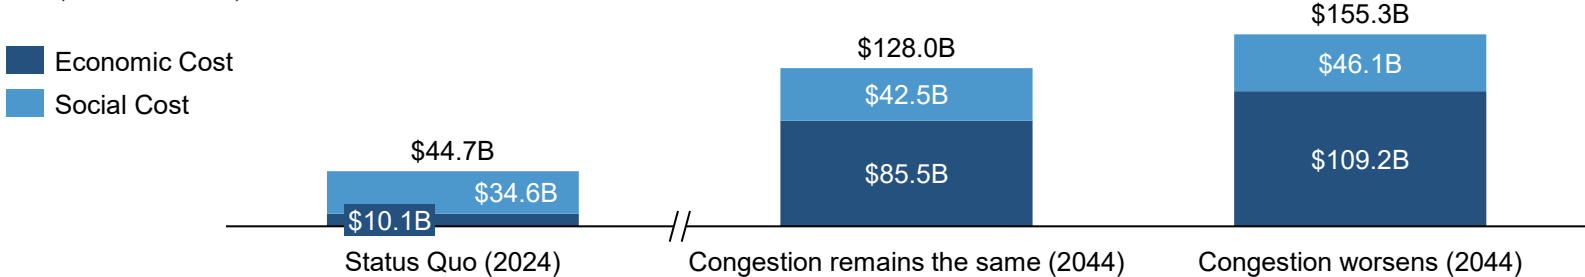 $155.3B
$128.0B
Economic Cost
$46.1B
$42.5B
Social Cost
$44.7B
$109.2B
$85.5B
$34.6B
$10.1B
Status Quo (2024)
Congestion remains the same (2044)
Congestion worsens (2044)